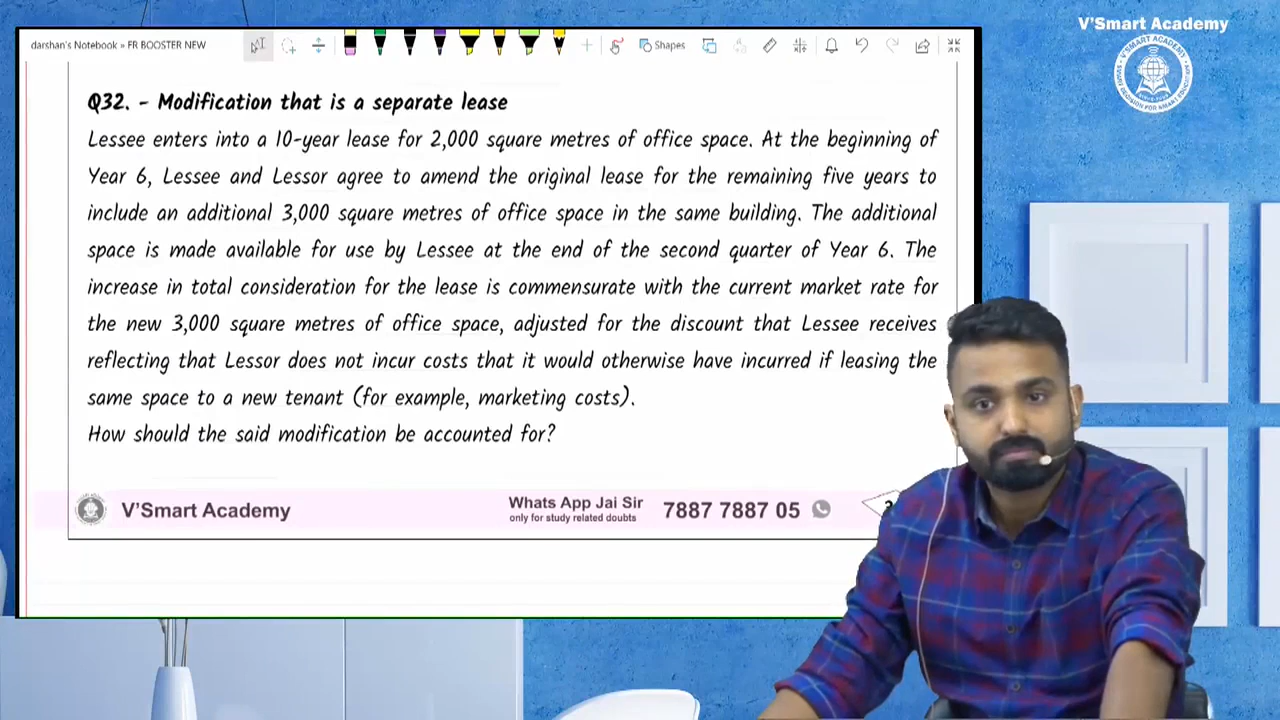 V'Smart Academy
darshan's Notebook » FR BOOSTER NEW
Shapes
Q32. - Modification that is a separate lease
Lessee enters into a 10-year lease for 2,000 square metres of office space. At the beginning of
Year 6, Lessee and Lessor agree to amend the original lease for the remaining five years to
include an additional 3,000 square metres of office space in the same building. The additional
space is made available for use by Lessee at the end of the second quarter of Year 6. The
increase in total consideration for the lease is commensurate with the current market rate for
the new 3,000 square metres of office space, adjusted for the discount that Lessee receives
reflecting that Lessor does not incur costs that it would otherwise have incurred if leasing the
same space to a new tenant (for example, marketing costs).
How should the said modification be accounted for?
V'Smart Academy
Whats App Jai Sir
only for study related doubts
7887 7887 05